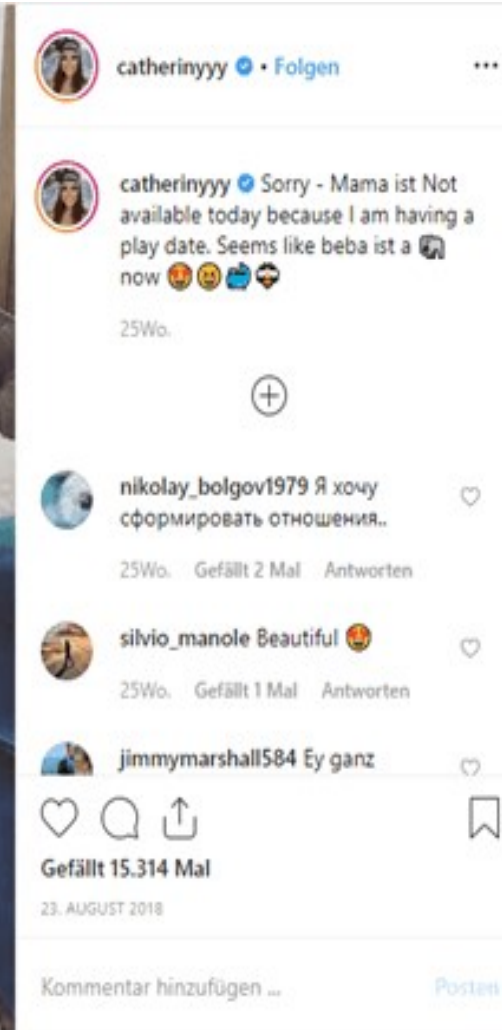 catherinyyy • Folgen
catherinyyy Sorry - Mama ist Not
available today because I am having a
play date. Seems like beba ist a
now
25Wo.
nikolay_bolgov1979 Я хочу
сформировать отношения..
25Wo. Gefällt 2 Mal Antworten
silvio_manole Beautiful
25Wo. Gefällt 1 Mal Antworten
jimmymarshall584 Ey ganz
Gefällt 15.314 Mal
23. AUGUST 2018
Kommentar hinzufügen ... Posten